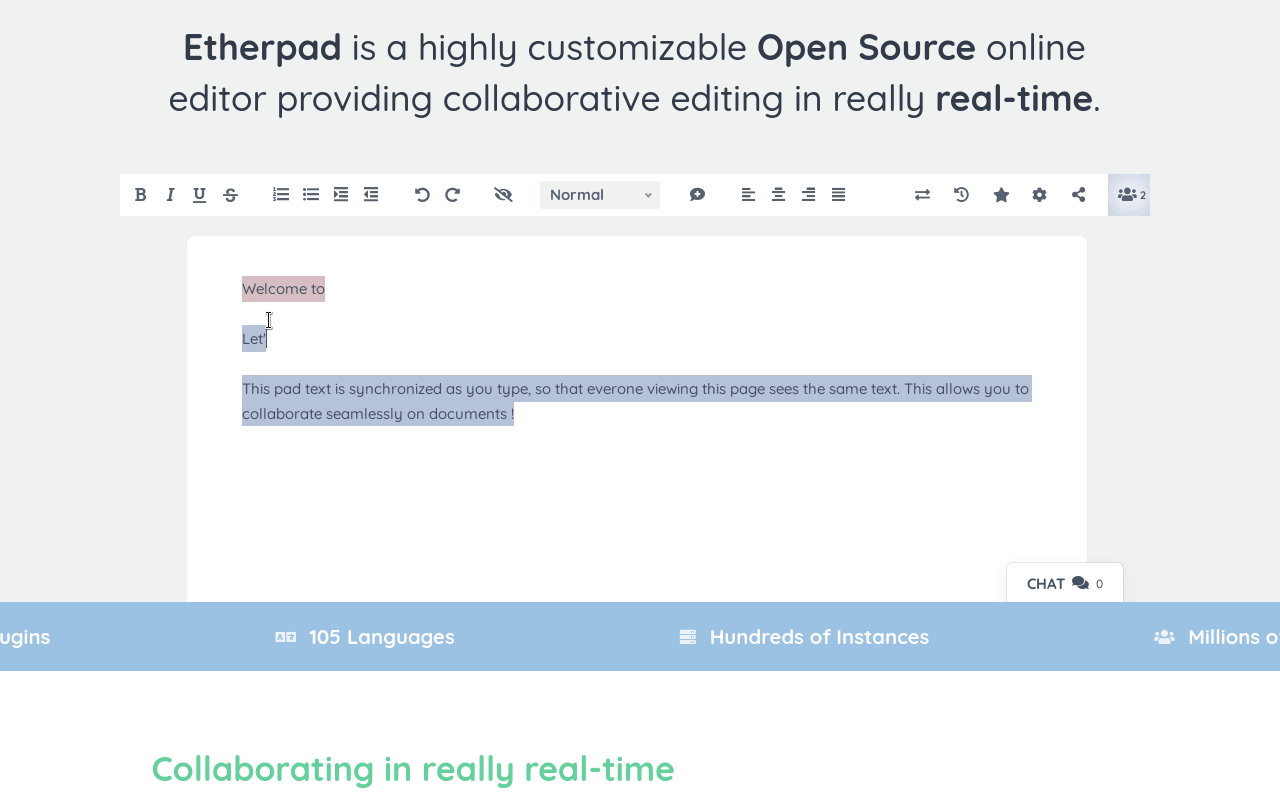 Etherpad is a highly customizable Open Source online
editor providing collaborative editing in really real-time.
B I U S Normal 2
Welcome to
Let'
This pad text is synchronized as you type, so that everone viewing this page sees the same text. This allows you to
collaborate seamlessly on documents !
CHAT 0
ugins 105 Languages Hundreds of Instances Millions o
Collaborating in really real-time